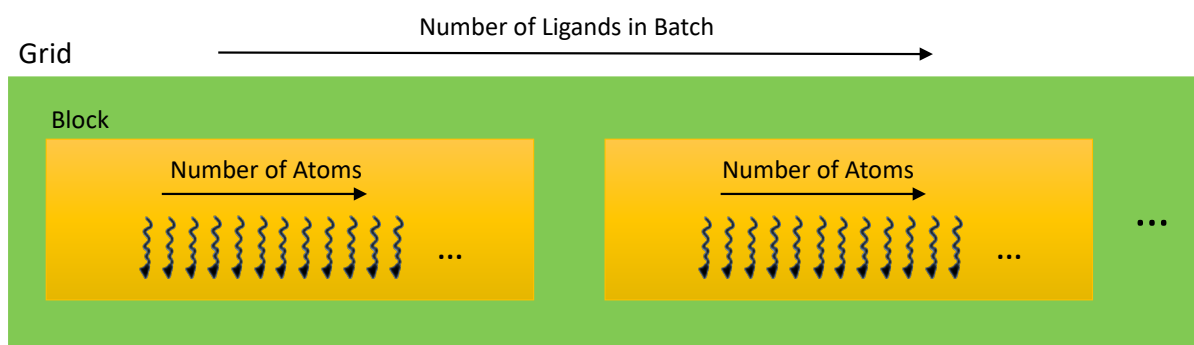 Number of Ligands in Batch
Grid
Block
Number of Atoms
...
Number of Atoms
...
...